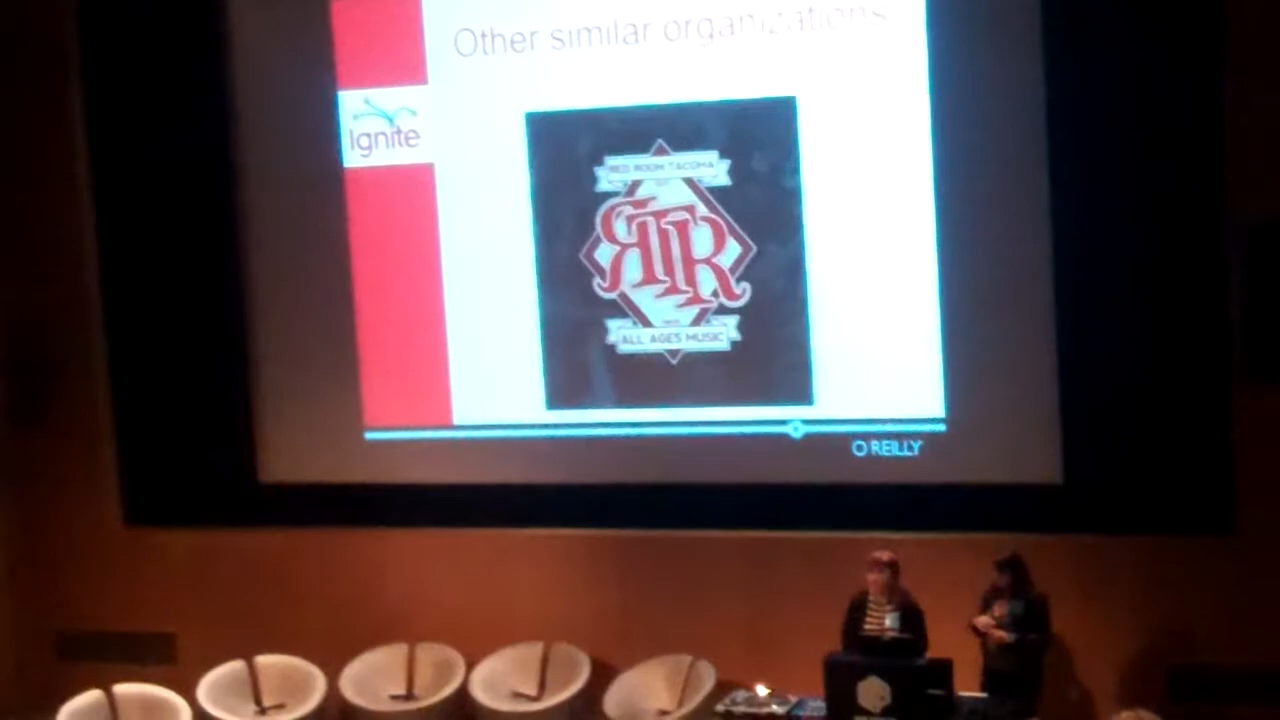 Other similar organizations
Ignite
RED ROOM TACOMA
RTR
ALL AGES MUSIC
O'REILLY